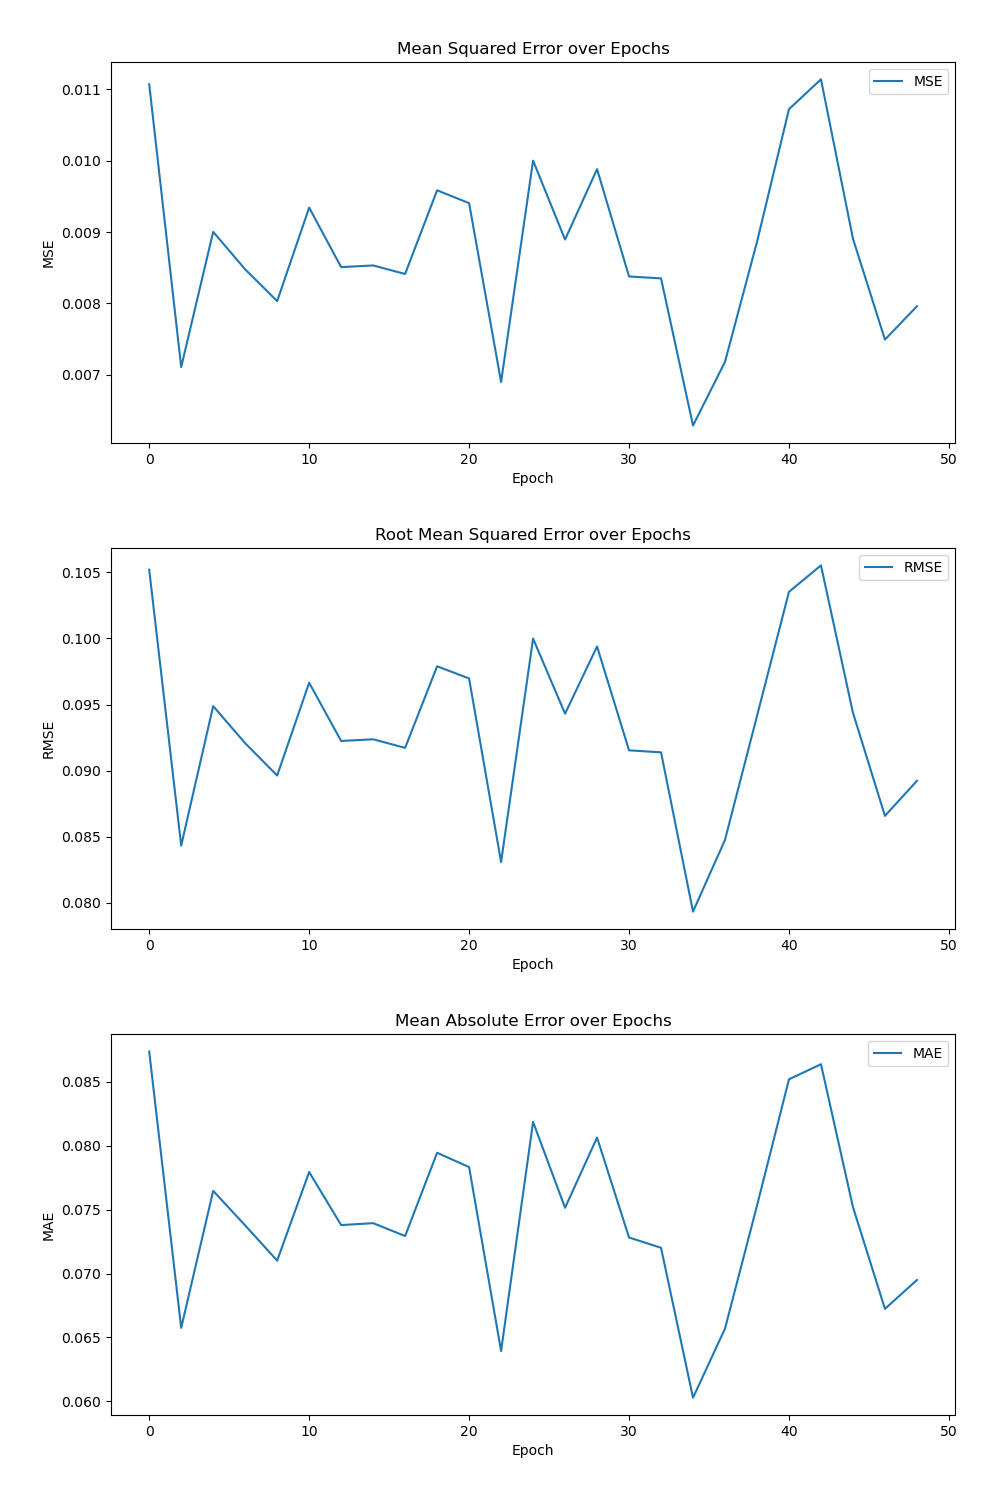 Mean Squared Error over Epochs
MSE
0.011
0.010
0.009
0.008
0.007
MSE
0 10 20 30 40 50
Epoch
Root Mean Squared Error over Epochs
RMSE
0.105
0.100
0.095
0.090
0.085
0.080
RMSE
0 10 20 30 40 50
Epoch
Mean Absolute Error over Epochs
MAE
0.085
0.080
0.075
0.070
0.065
0.060
MAE
0 10 20 30 40 50
Epoch